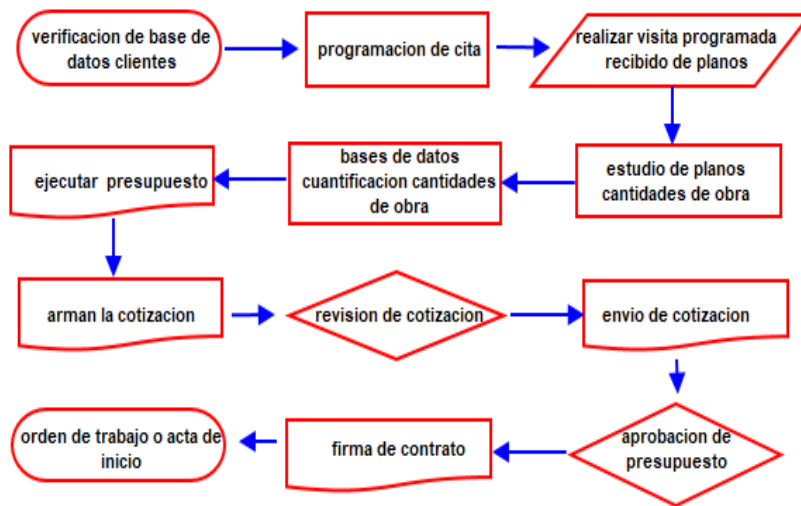 verificacion de base de
datos clientes
programacion de cita
realizar visita programada
recibido de planos
estudio de planos
cantidades de obra
bases de datos
cuantificacion cantidades
de obra
ejecutar presupuesto
arman la cotizacion
revision de cotizacion
envio de cotizacion
aprobacion de
presupuesto
firma de contrato
orden de trabajo o acta de
inicio